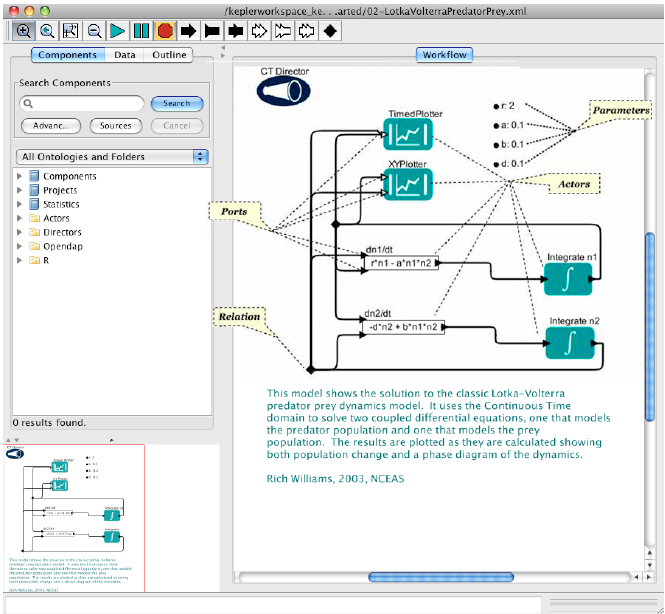 /keplerworkspace_ke. . .arted/02-LotkaVolterraPredatorPrey.xml
Components Data Outline
Workflow
Search Components
Search
Advanc... Sources Cancel
All Ontologies and Folders
Components
Projects
Statistics
Actors
Directors
Opendap
R
0 results found.
CT Director
TimedPlotter
XYPlotter
r: 2
a: 0.1
b: 0.1
d: 0.1
Parameters
Actors
Ports
Relation
dn1/dt
r*n1 - a*n1*n2
Integrate n1
dn2/dt
-d*n2 + b*n1*n2
Integrate n2
This model shows the solution to the classic Lotka-Volterra
predator prey dynamics model. It uses the Continuous Time
domain to solve two coupled differential equations, one that models
the predator population and one that models the prey
population. The results are plotted as they are calculated showing
both population change and a phase diagram of the dynamics.
Rich Williams, 2003, NCEAS